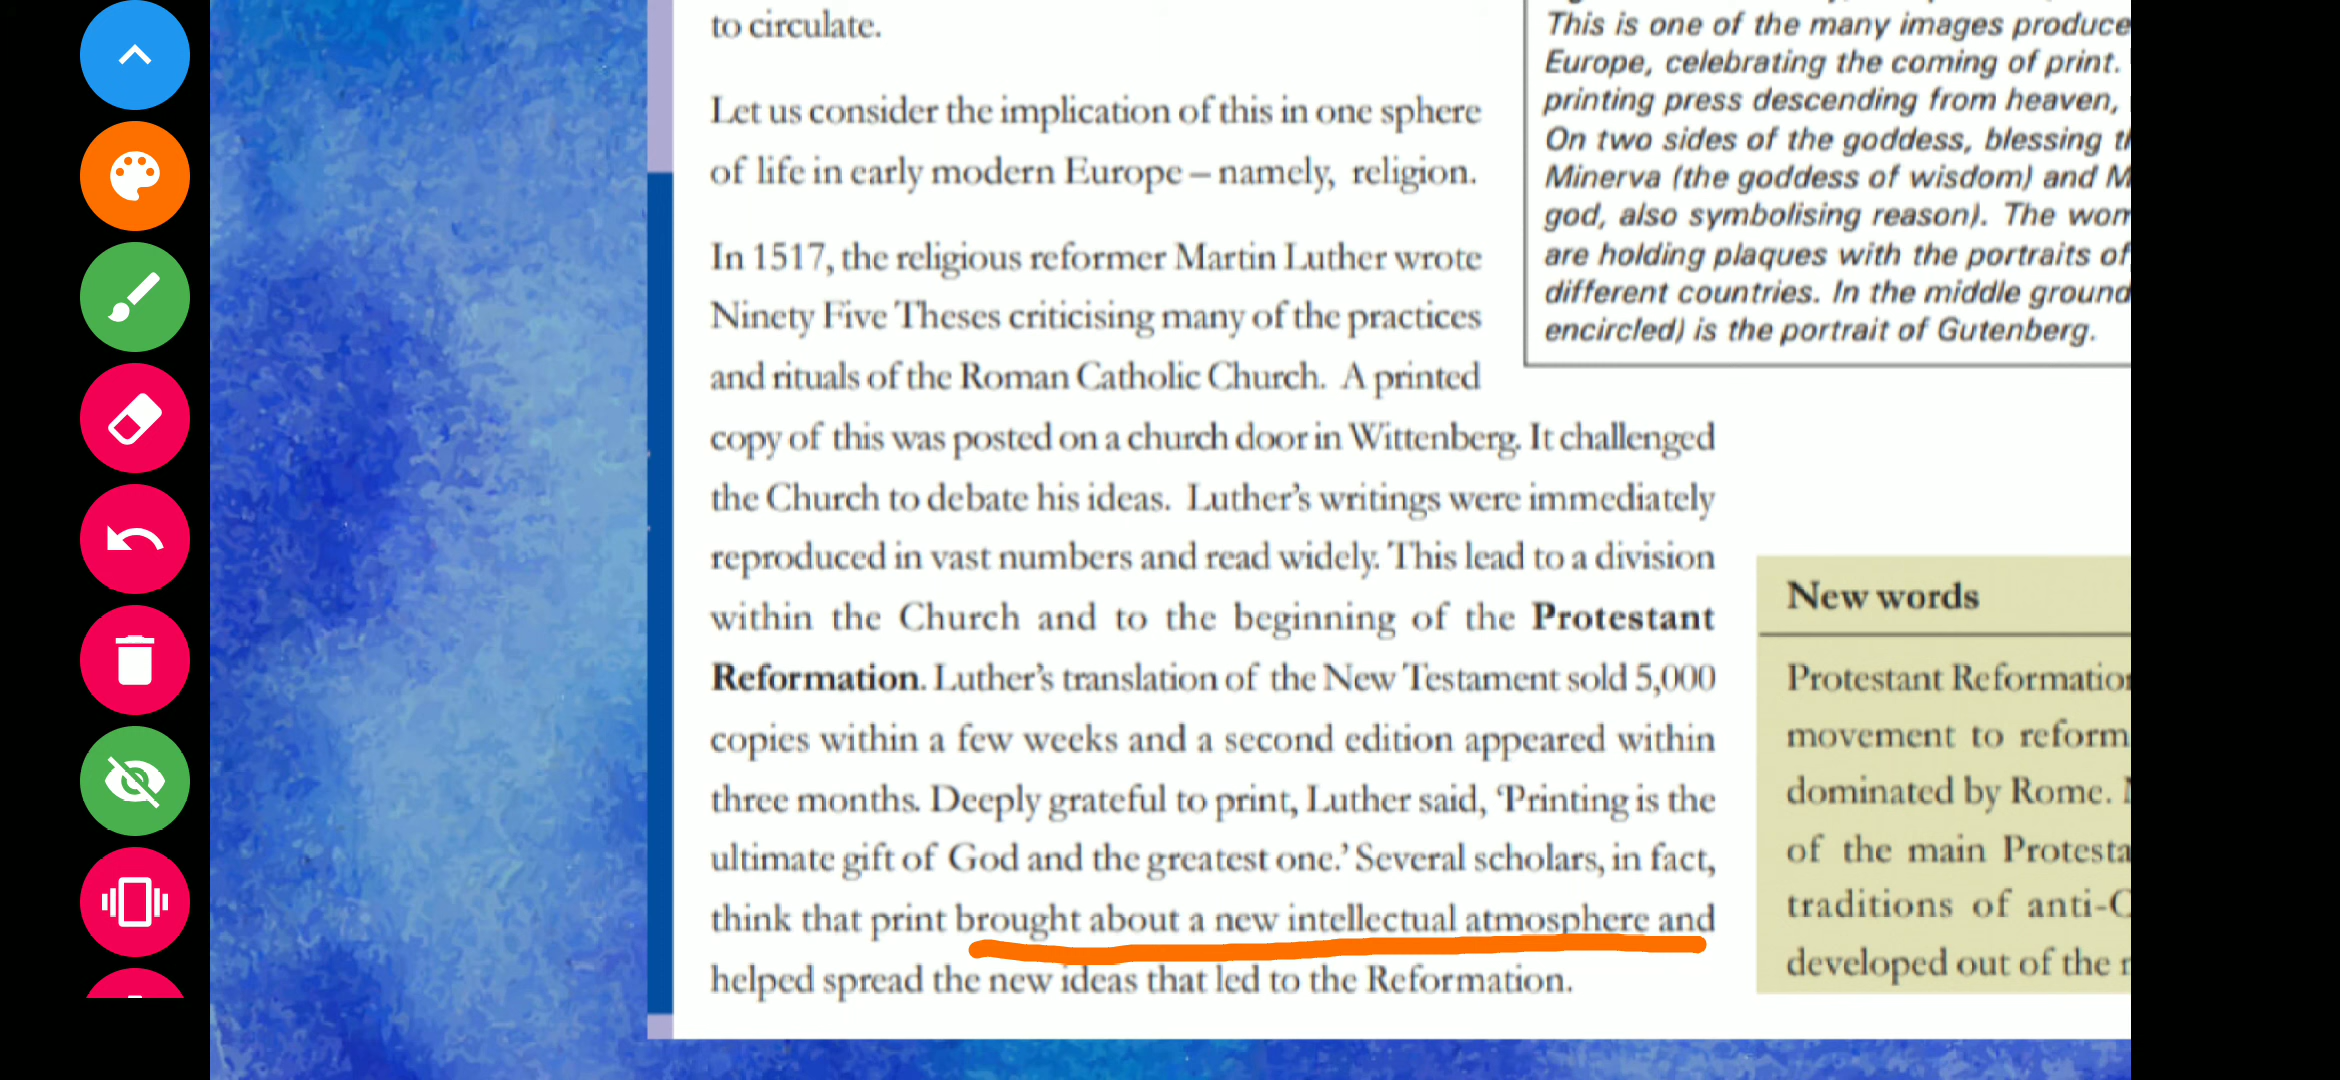 to circulate.
Let us consider the implication of this in one sphere
of life in early modern Europe – namely, religion.
In 1517, the religious reformer Martin Luther wrote
Ninety Five Theses criticising many of the practices
and rituals of the Roman Catholic Church. A printed
copy of this was posted on a church door in Wittenberg. It challenged
the Church to debate his ideas. Luther's writings were immediately
reproduced in vast numbers and read widely. This lead to a division
within the Church and to the beginning of the Protestant
Reformation. Luther's translation of the New Testament sold 5,000
copies within a few weeks and a second edition appeared within
three months. Deeply grateful to print, Luther said, 'Printing is the
ultimate gift of God and the greatest one.' Several scholars, in fact,
think that print brought about a new intellectual atmosphere and
helped spread the new ideas that led to the Reformation.
This is one of the many images produce
Europe, celebrating the coming of print.
printing press descending from heaven,
On two sides of the goddess, blessing
Minerva (the goddess of wisdom) and M
god, also symbolising reason). The
are holding plaques with the portraits of
different countries. In the middle ground
encircled) is the portrait of Gutenberg.
New words
Protestant Reformatio
movement to reform
dominated by Rome.
of the main Protesta
traditions of anti-C
developed out of the